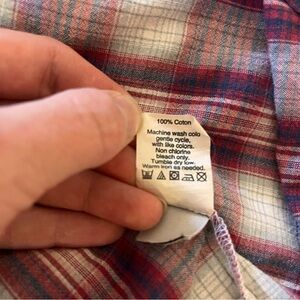 100% Coton
Machine wash colo
gentle cycle,
with like colors.
Non chlorine
bleach only.
Tumble dry low.
Warm iron as needed.